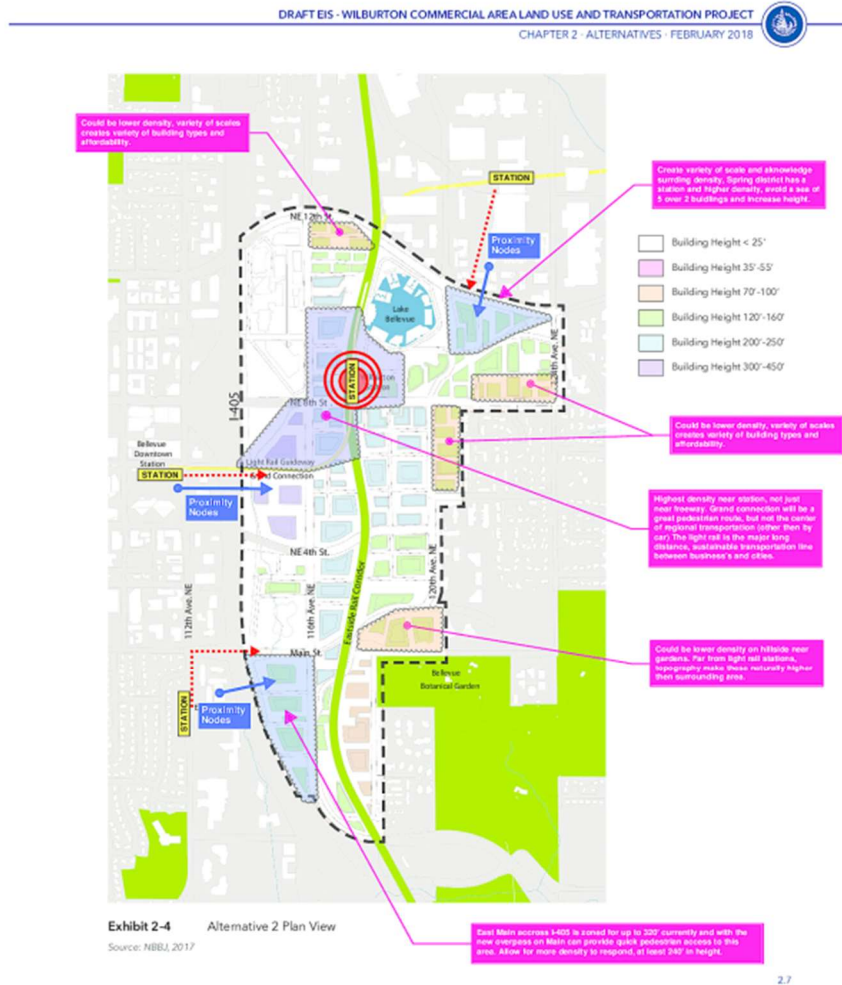 DRAFT EIS - WILBURTON COMMERCIAL AREA LAND USE AND TRANSPORTATION PROJECT
CHAPTER 2 · ALTERNATIVES · FEBRUARY 2018
Could be lower density, variety of scales
creates variety of building types and
affordability.
STATION
Create variety of scale and aknowledge
surrding density, Spring district has a
station and higher density, avoid a sea of
5 over 2 buildings and increase height.
NE 12th St.
Proximity
Nodes
Building Height < 25'
Building Height 35'-55'
Building Height 70'-100'
Building Height 120'-160'
Building Height 200'-250'
Building Height 300'-450'
Lake
Bellevue
124th Ave. NE
STATION
I-405
NE 8th St
Could be lower density, variety of scales
creates variety of building types and
affordability.
Bellevue
Downtown
Station
STATION
Light Rail Guideway
Grand Connection
Proximity
Nodes
Highest density near station, not just
near freeway. Grand connection will be a
great pedestrian route, but not the center
of regional transportation (other then by
car) The light rail is the major long
distance, sustainable transportation line
between business's and cities.
NE 4th St.
112th Ave. NE
116th Ave. NE
Eastside Rail Corridor
120th Ave. NE
Main St.
Could be lower density on hillside near
gardens. Far from light rail stations,
topography make these naturally higher
then surrounding area.
Bellevue
Botanical Garden
STATION
Proximity
Nodes
Exhibit 2-4 Alternative 2 Plan View
Source: NBBJ, 2017
East Main accross I-405 is zoned for up to 320' currently and with the
new overpass on Main can provide quick pedestrian access to this
area. Allow for more density to respond, at least 240' in height.
2.7